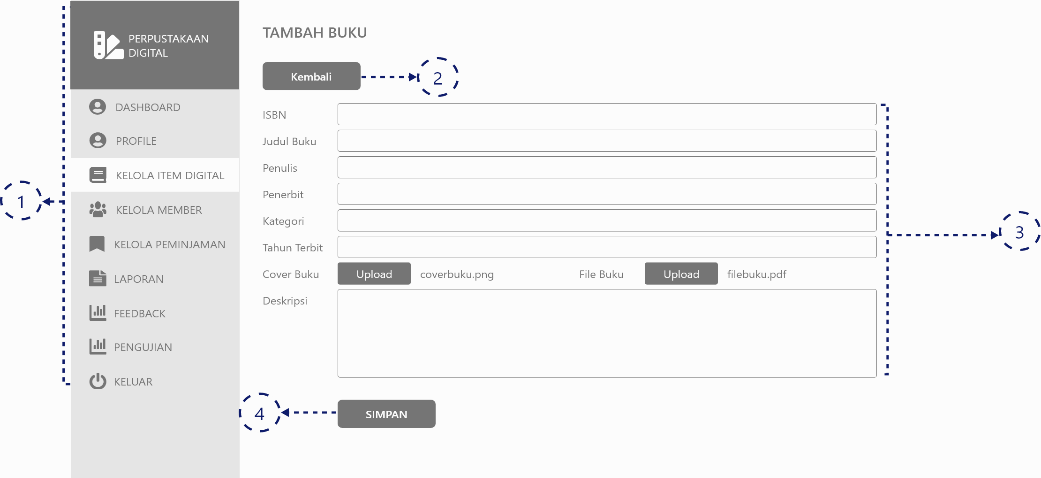 PERPUSTAKAAN
DIGITAL
DASHBOARD
PROFILE
KELOLA ITEM DIGITAL
KELOLA MEMBER
KELOLA PEMINJAMAN
LAPORAN
FEEDBACK
PENGUJIAN
KELUAR
1
TAMBAH BUKU
Kembali
2
ISBN
Judul Buku
Penulis
Penerbit
Kategori
Tahun Terbit
Cover Buku Upload coverbuku.png File Buku Upload filebuku.pdf
Deskripsi
3
4
SIMPAN